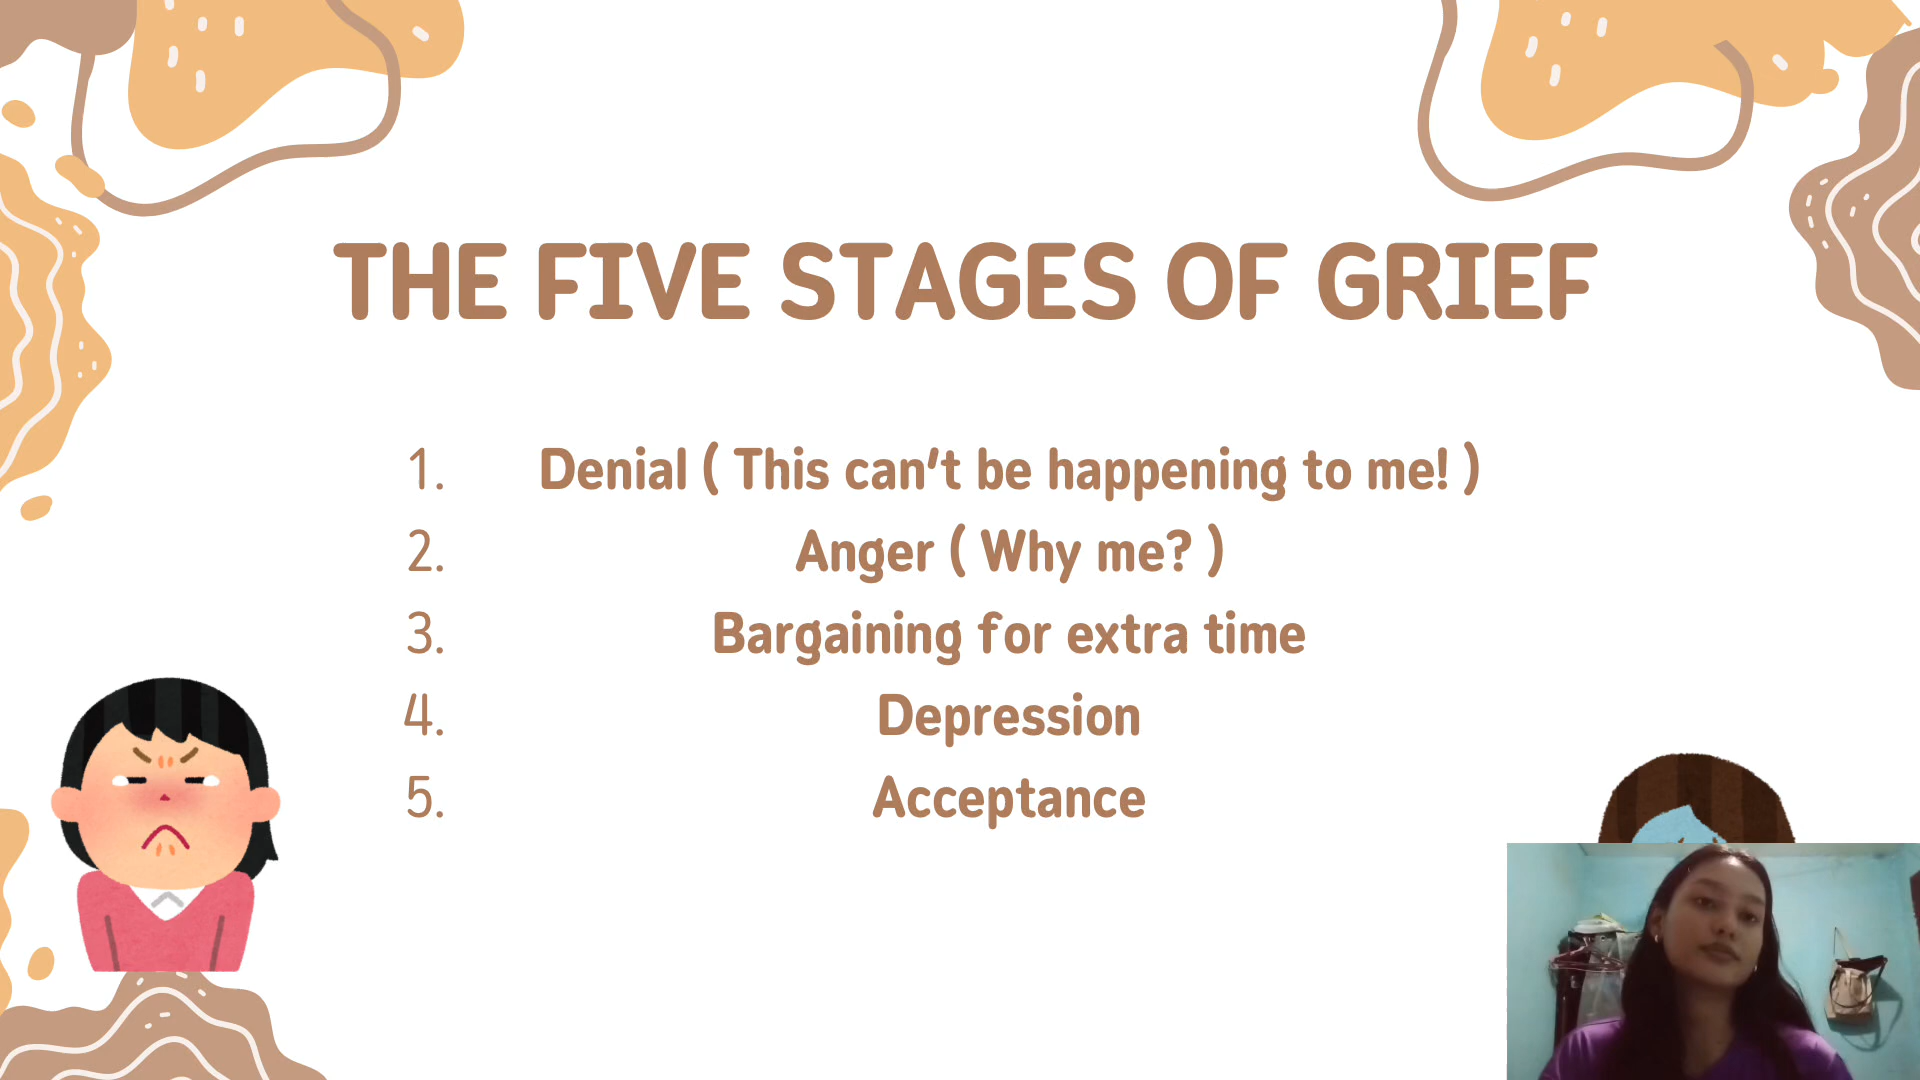 THE FIVE STAGES OF GRIEF
1. Denial ( This can't be happening to me! )
2. Anger ( Why me? )
3. Bargaining for extra time
4. Depression
5. Acceptance